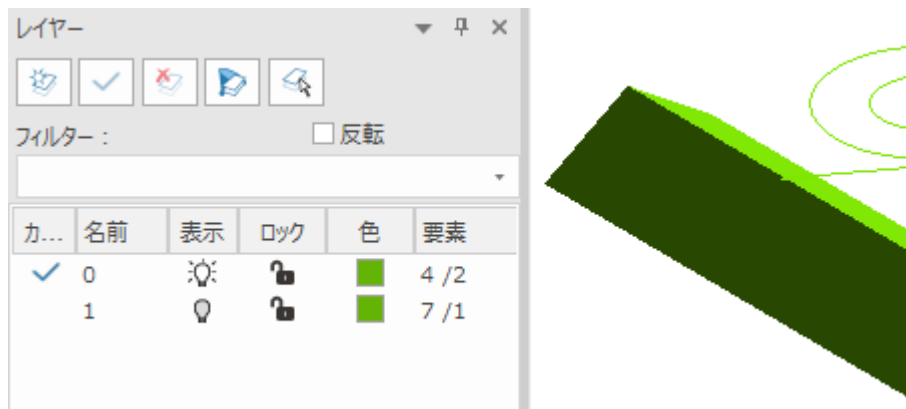 レイヤー
フィルター :
反転
カ... 名前 表示 ロック 色 要素
0 4 /2
1 7 /1